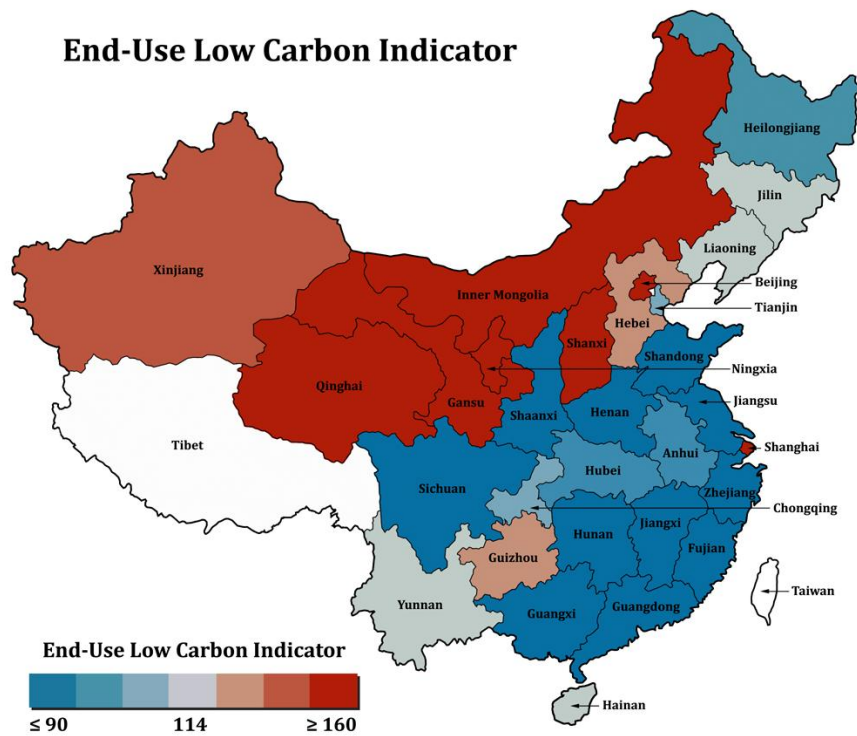 End-Use Low Carbon Indicator
Heilongjiang
Jilin
Liaoning
Xinjiang
Beijing
Inner Mongolia
Tianjin
Hebei
Shanxi
Shandong
Ningxia
Qinghai
Gansu
Jiangsu
Shaanxi
Henan
Tibet
Shanghai
Anhui
Hubei
Sichuan
Zhejiang
Chongqing
Jiangxi
Hunan
Fujian
Guizhou
Taiwan
Yunnan
Guangxi
Guangdong
End-Use Low Carbon Indicator
Hainan
≤ 90 114 ≥ 160